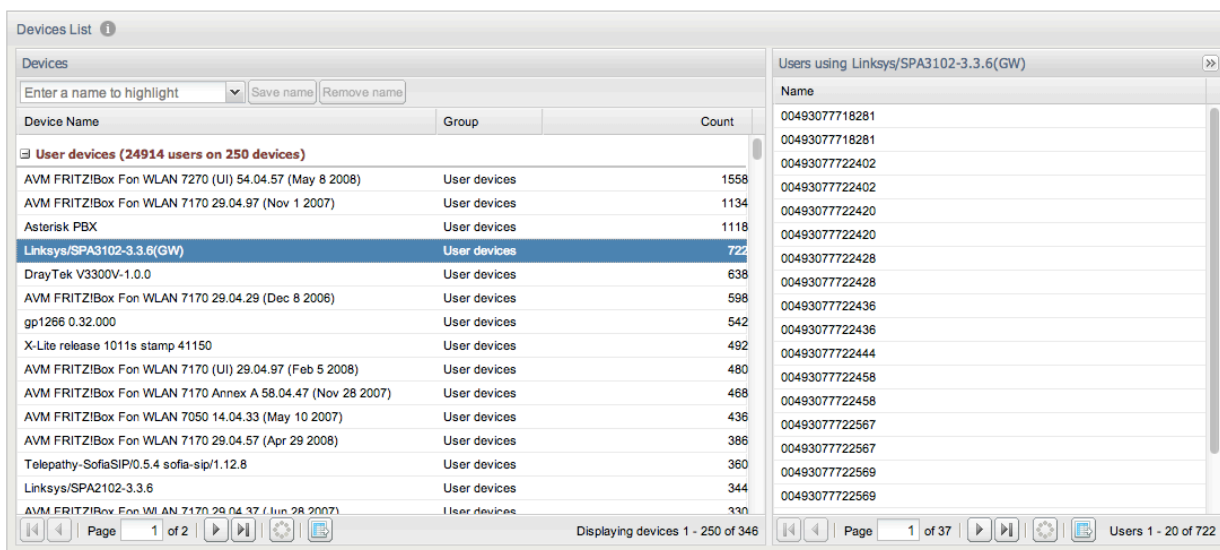 Devices List
Devices
Enter a name to highlight Save name Remove name
Device Name Group Count
User devices (24914 users on 250 devices)
AVM FRITZ!Box Fon WLAN 7270 (UI) 54.04.57 (May 8 2008) User devices 1558
AVM FRITZ!Box Fon WLAN 7170 29.04.97 (Nov 1 2007) User devices 1134
Asterisk PBX User devices 1118
Linksys/SPA3102-3.3.6(GW) User devices 722
DrayTek V3300V-1.0.0 User devices 638
AVM FRITZ!Box Fon WLAN 7170 29.04.29 (Dec 8 2006) User devices 598
gp1266 0.32.000 User devices 542
X-Lite release 1011s stamp 41150 User devices 492
AVM FRITZ!Box Fon WLAN 7170 (UI) 29.04.97 (Feb 5 2008) User devices 480
AVM FRITZ!Box Fon WLAN 7170 Annex A 58.04.47 (Nov 28 2007) User devices 468
AVM FRITZ!Box Fon WLAN 7050 14.04.33 (May 10 2007) User devices 436
AVM FRITZ!Box Fon WLAN 7170 29.04.57 (Apr 29 2008) User devices 386
Telepathy-SofiaSIP/0.5.4 sofia-sip/1.12.8 User devices 360
Linksys/SPA2102-3.3.6 User devices 344
AVM FRITZ!Box Fon WLAN 7170 29.04.37 (Jun 28 2007) User devices 330
Page 1 of 2 Displaying devices 1 - 250 of 346
Users using Linksys/SPA3102-3.3.6(GW)
Name
00493077718281
00493077718281
00493077722402
00493077722402
00493077722420
00493077722420
00493077722428
00493077722428
00493077722436
00493077722436
00493077722444
00493077722458
00493077722458
00493077722567
00493077722567
00493077722569
00493077722569
Page 1 of 37 Users 1 - 20 of 722